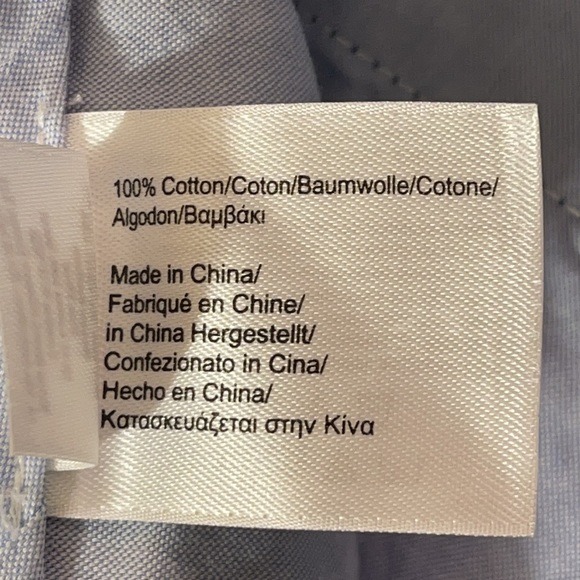 100% Cotton/Coton/Baumwolle/Cotone/
Algodon/Βαμβάκι
Made in China/
Fabriqué en Chine/
in China Hergestellt/
Confezionato in Cina/
Hecho en China/
Κατασκευάζεται στην Κίνα